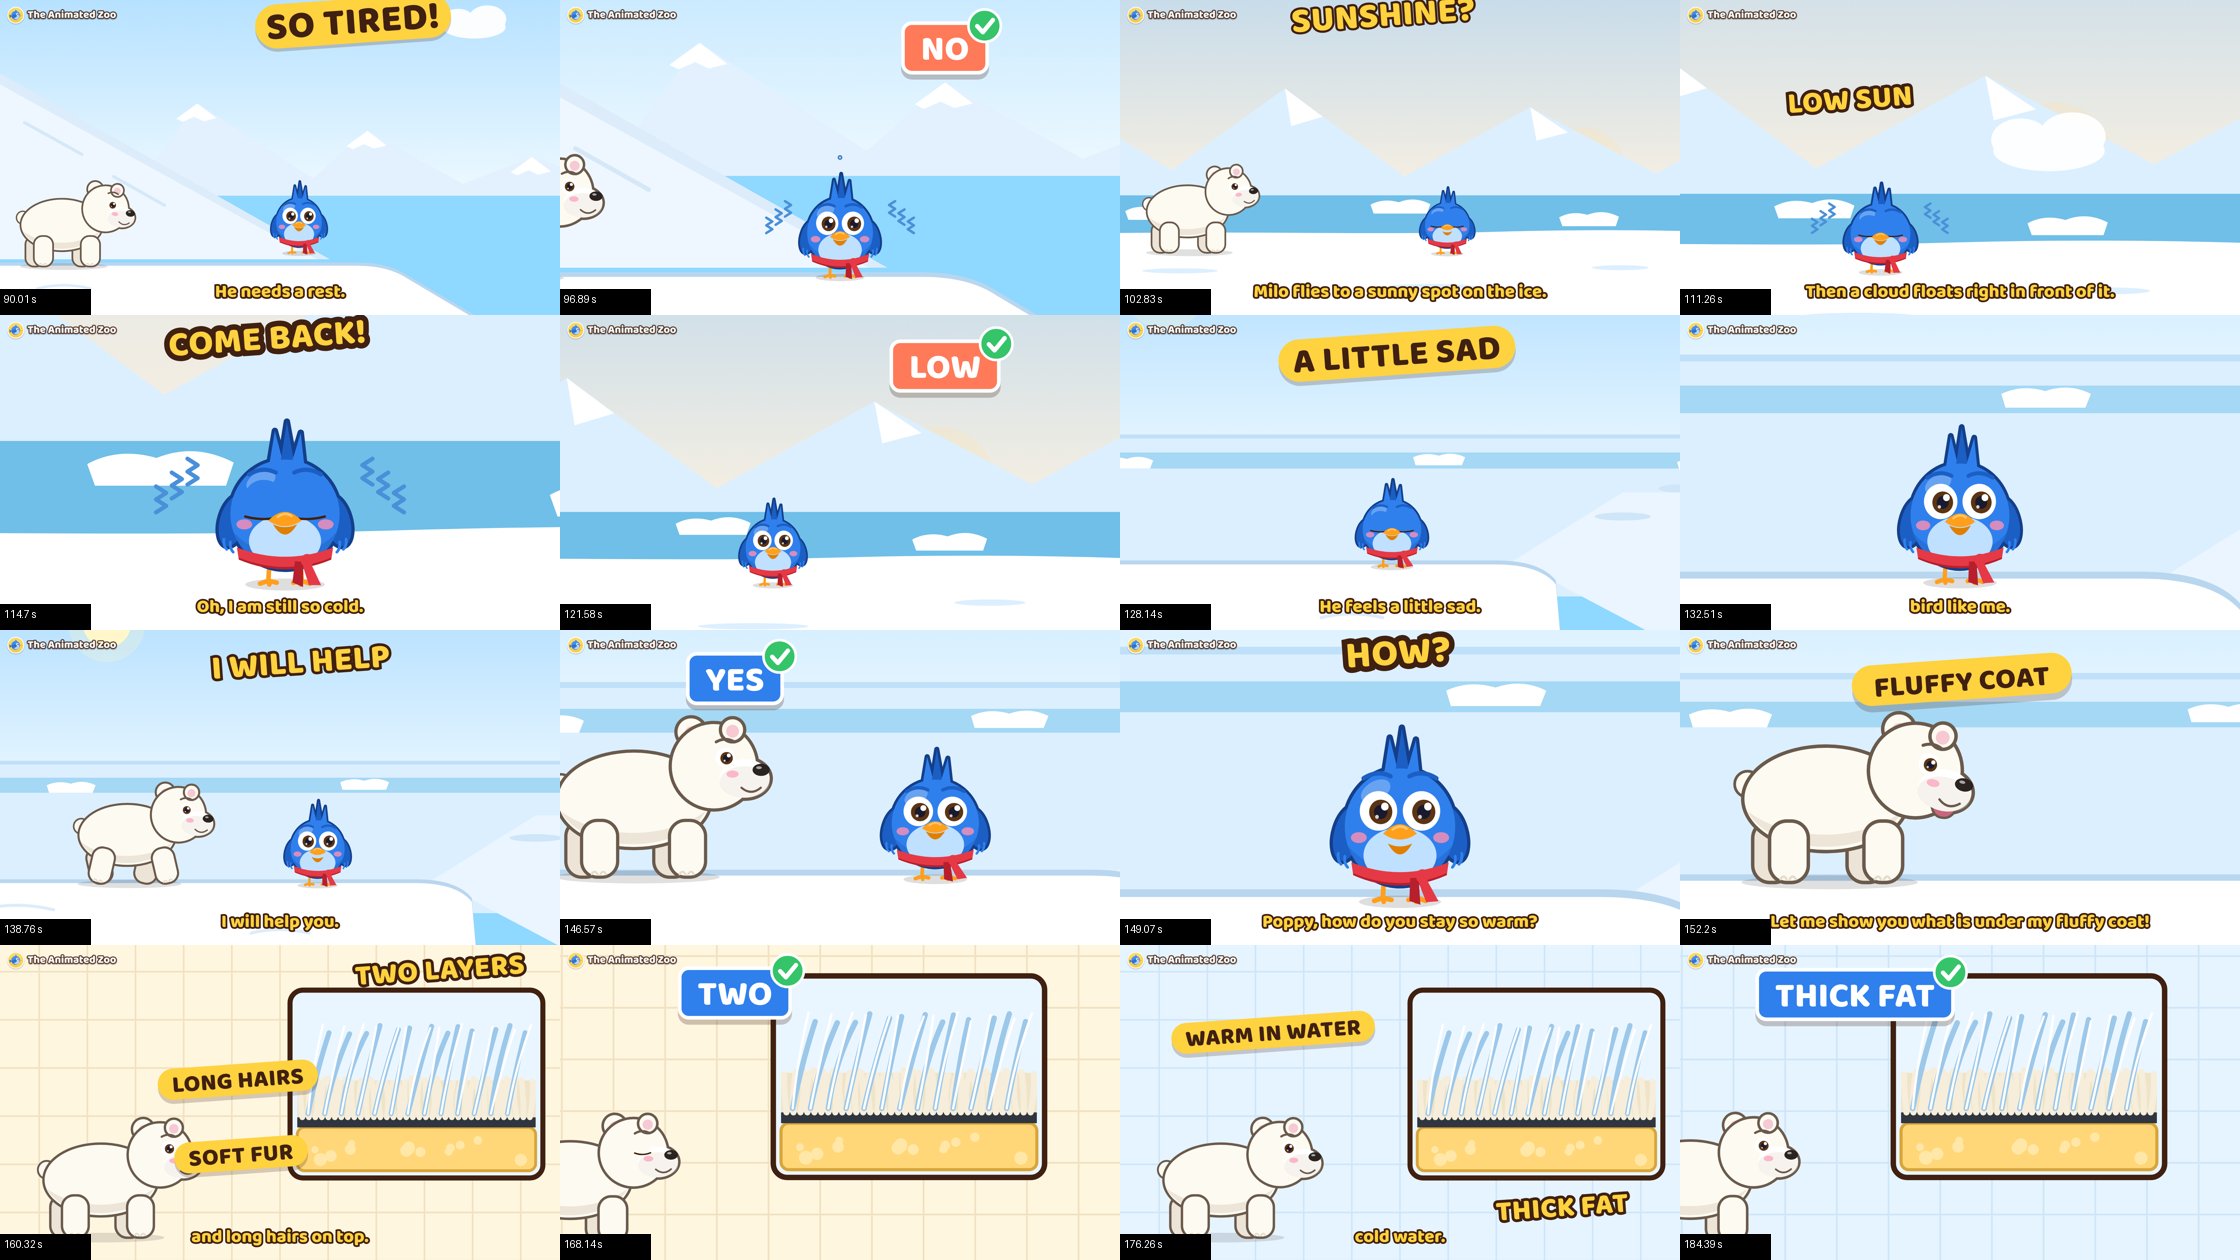 The Animated Zoo
SO TIRED!
He needs a rest.
90.01 s
The Animated Zoo
NO
96.89 s
The Animated Zoo
SUNSHINE?
Milo flies to a sunny spot on the ice.
102.83 s
The Animated Zoo
LOW SUN
Then a cloud floats right in front of it.
111.26 s
The Animated Zoo
COME BACK!
Oh, I am still so cold.
114.7 s
The Animated Zoo
LOW
121.58 s
The Animated Zoo
A LITTLE SAD
He feels a little sad.
128.14 s
The Animated Zoo
bird like me.
132.51 s
The Animated Zoo
I WILL HELP
I will help you.
138.76 s
The Animated Zoo
YES
146.57 s
The Animated Zoo
HOW?
Poppy, how do you stay so warm?
149.07 s
The Animated Zoo
FLUFFY COAT
Let me show you what is under my fluffy coat!
152.2 s
The Animated Zoo
TWO LAYERS
LONG HAIRS
SOFT FUR
and long hairs on top.
160.32 s
The Animated Zoo
TWO
168.14 s
The Animated Zoo
WARM IN WATER
THICK FAT
cold water.
176.26 s
The Animated Zoo
THICK FAT
184.39 s